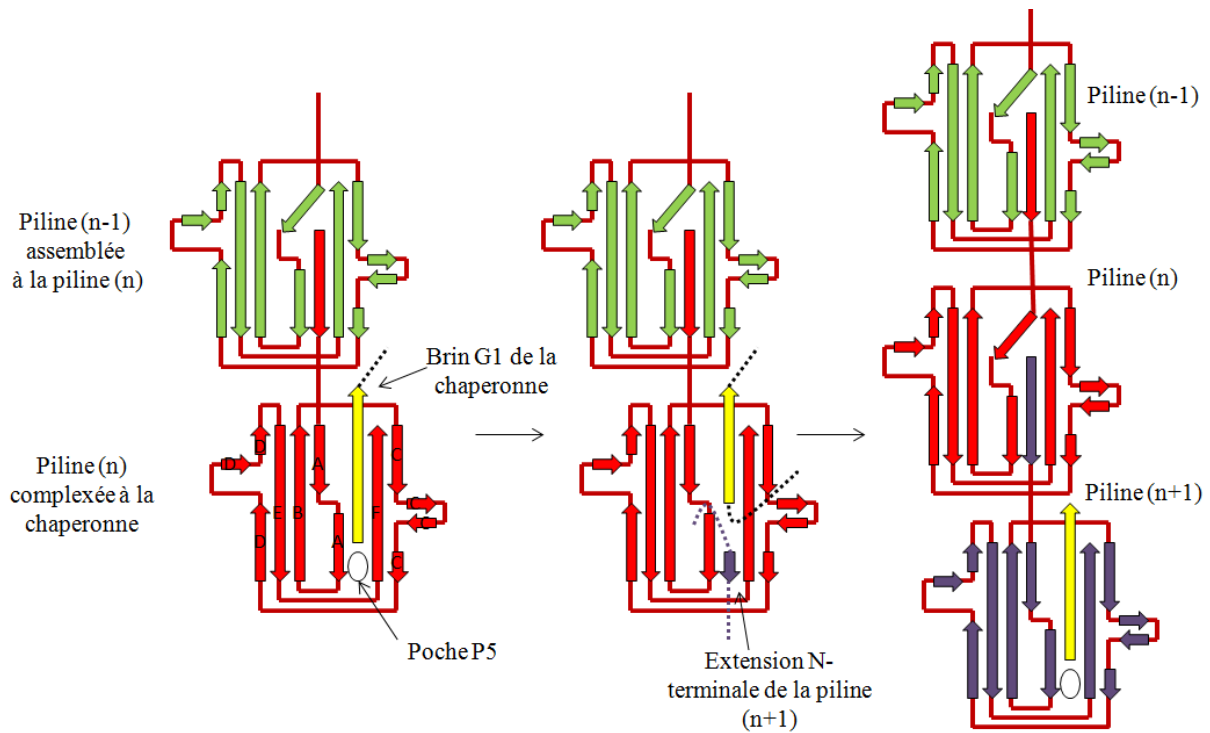 Piline (n-1)
Piline (n-1)
assemblée
à la piline (n)
Piline (n)
Brin G1 de la
chaperonne
Piline (n)
complexée à la
chaperonne
D
D
D
E
B
A
A
F
C
C
C
C
Piline (n+1)
Poche P5
Extension N-
terminale de la piline
(n+1)